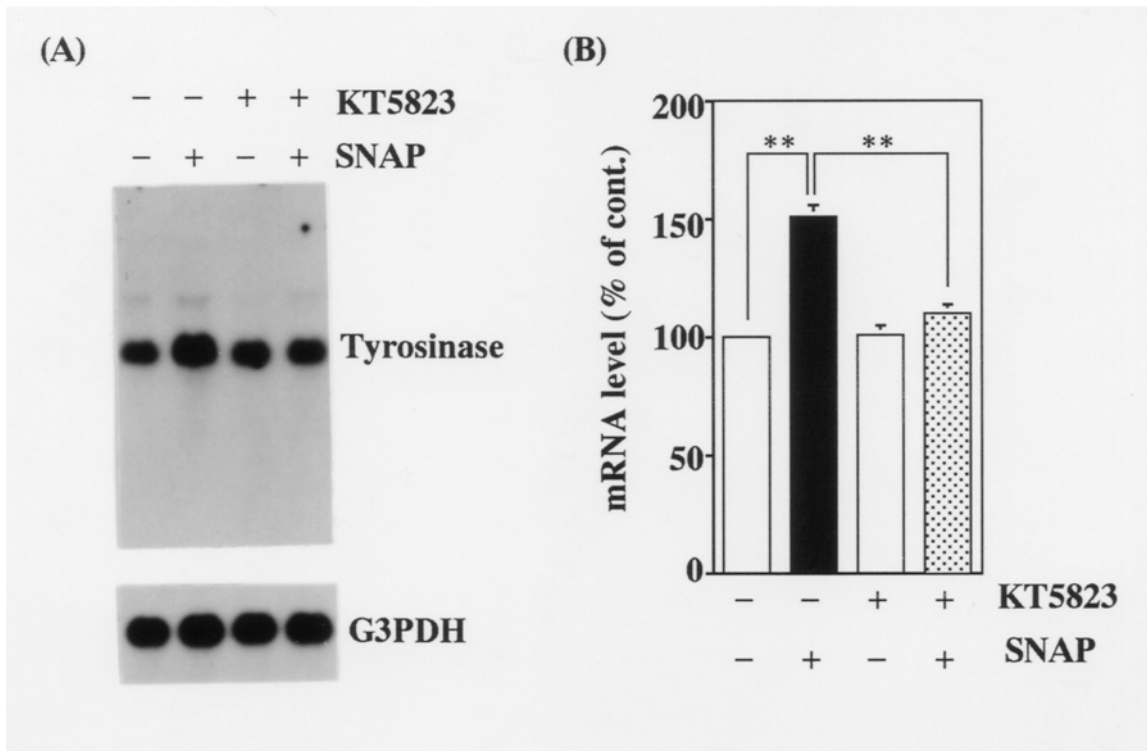 (A)
− − + + KT5823
− + − + SNAP
Tyrosinase
G3PDH
(B)
mRNA level (% of cont.)
200
150
100
50
0
** **
− − + + KT5823
− + − + SNAP